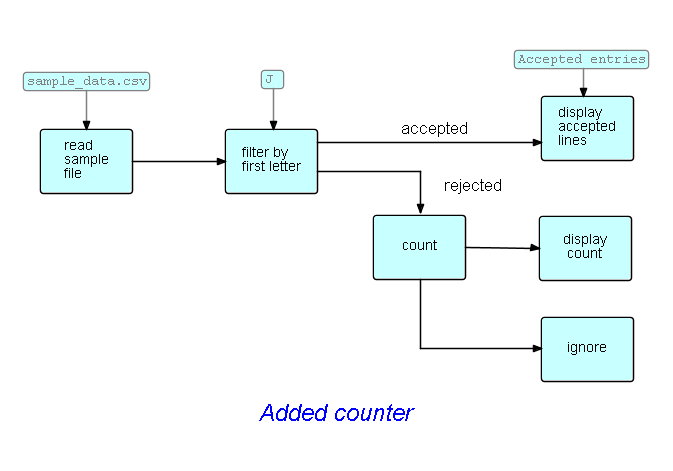 sample_data.csv
J
Accepted entries
read
sample
file
filter by
first letter
accepted
display
accepted
lines
rejected
count
display
count
ignore
Added counter